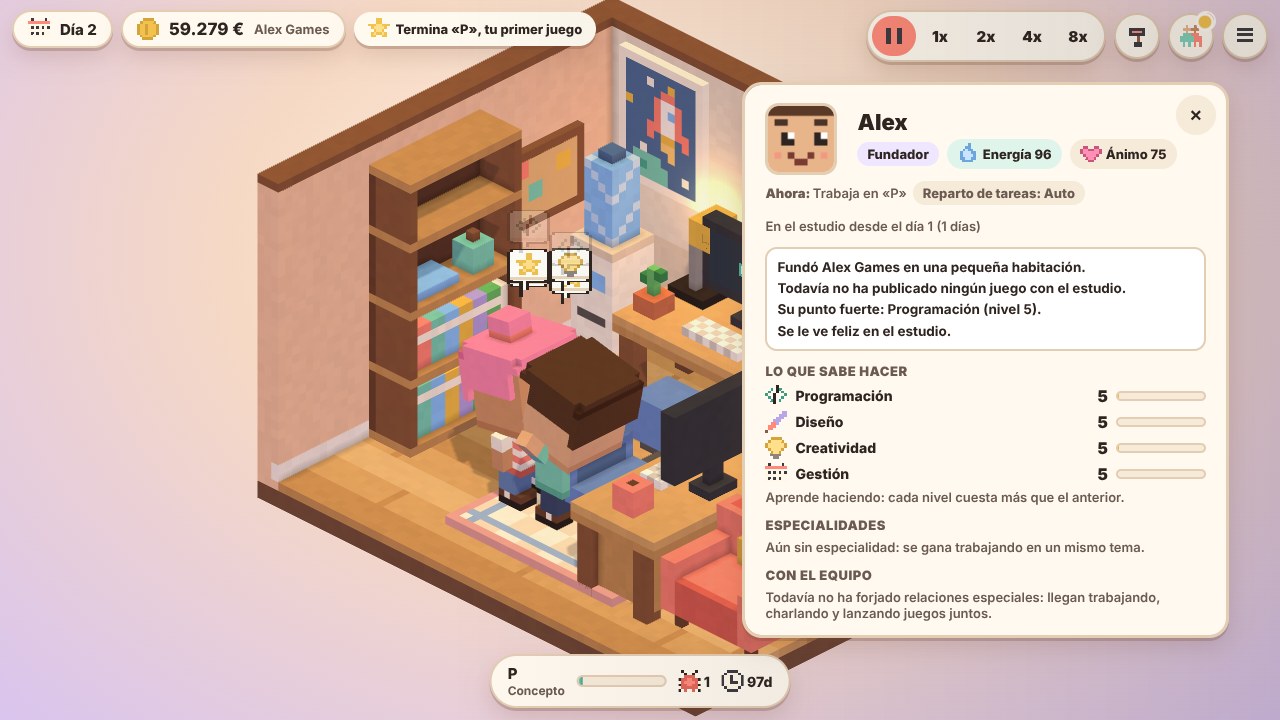 Día 2
59.279 € Alex Games
Termina «P», tu primer juego
1x 2x 4x 8x
Alex
Fundador Energía 96 Ánimo 75
Ahora: Trabaja en «P» Reparto de tareas: Auto
En el estudio desde el día 1 (1 días)
Fundó Alex Games en una pequeña habitación.
Todavía no ha publicado ningún juego con el estudio.
Su punto fuerte: Programación (nivel 5).
Se le ve feliz en el estudio.
LO QUE SABE HACER
Programación 5
Diseño 5
Creatividad 5
Gestión 5
Aprende haciendo: cada nivel cuesta más que el anterior.
ESPECIALIDADES
Aún sin especialidad: se gana trabajando en un mismo tema.
CON EL EQUIPO
Todavía no ha forjado relaciones especiales: llegan trabajando,
charlando y lanzando juegos juntos.
P
Concepto
1 97d